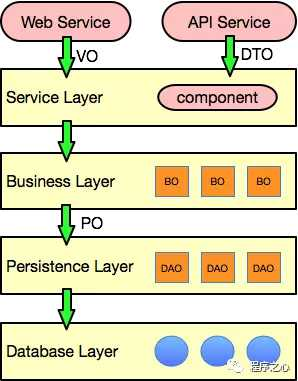 Web Service
API Service
VO
DTO
Service Layer
component
Business Layer
BO
BO
BO
PO
Persistence Layer
DAO
DAO
DAO
Database Layer
程序之心